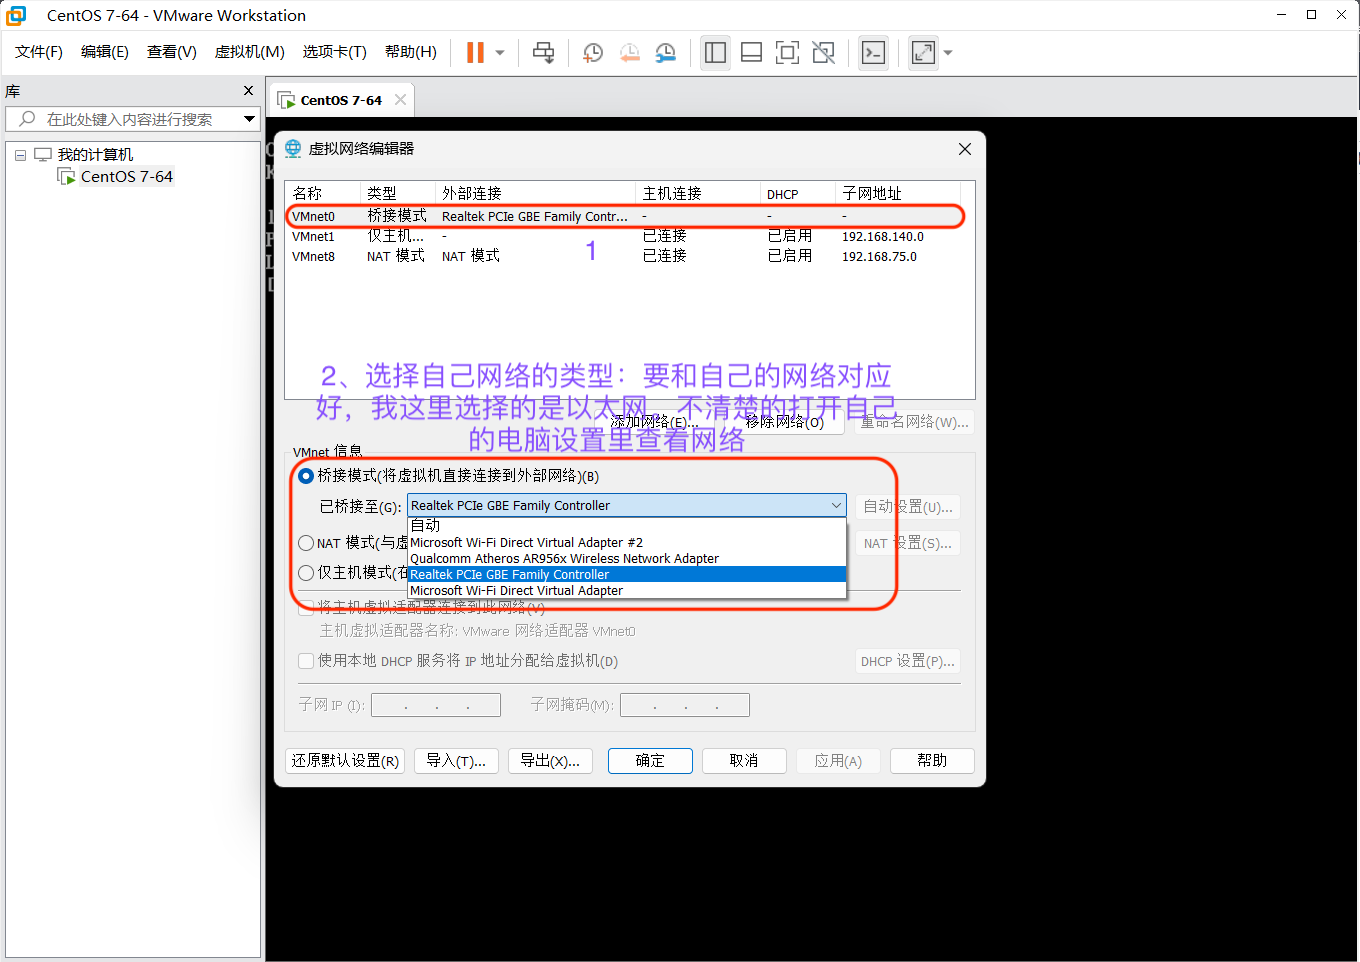 CentOS 7-64 - VMware Workstation
文件(F) 编辑(E) 查看(V) 虚拟机(M) 选项卡(T) 帮助(H)
库
在此处键入内容进行搜索
我的计算机
CentOS 7-64
CentOS 7-64
虚拟网络编辑器
名称 类型 外部连接 主机连接 DHCP 子网地址
VMnet0 桥接模式 Realtek PCIe GBE Family Contr... - - -
VMnet1 仅主机... - 已连接 已启用 192.168.140.0
VMnet8 NAT 模式 NAT 模式 已连接 已启用 192.168.75.0
1
2、选择自己网络的类型：要和自己的网络对应
好，我这里选择的是以太网。不清楚的打开自己
的电脑设置里查看网络
添加网络(E)... 移除网络(O) 重命名网络(W)...
VMnet 信息
桥接模式(将虚拟机直接连接到外部网络)(B)
已桥接至(G): Realtek PCIe GBE Family Controller 自动设置(U)...
自动
Microsoft Wi-Fi Direct Virtual Adapter #2
Qualcomm Atheros AR956x Wireless Network Adapter
Realtek PCIe GBE Family Controller
Microsoft Wi-Fi Direct Virtual Adapter
NAT 模式(与虚 NAT 设置(S)...
仅主机模式(在
将主机虚拟适配器连接到此网络(V)
主机虚拟适配器名称: VMware 网络适配器 VMnet0
使用本地 DHCP 服务将 IP 地址分配给虚拟机(D) DHCP 设置(P)...
子网 IP (I): . . . 子网掩码(M): . . .
还原默认设置(R) 导入(T)... 导出(X)... 确定 取消 应用(A) 帮助